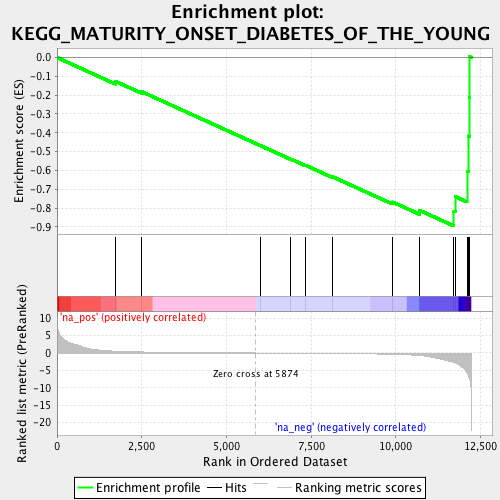 Enrichment plot:
KEGG_MATURITY_ONSET_DIABETES_OF_THE_YOUNG
Enrichment score (ES)
0.0
-0.1
-0.2
-0.3
-0.4
-0.5
-0.6
-0.7
-0.8
-0.9
Ranked list metric (PreRanked)
10
5
0
-5
-10
-15
-20
'na_pos' (positively correlated)
Zero cross at 5874
'na_neg' (negatively correlated)
0
2,500
5,000
7,500
10,000
12,500
Rank in Ordered Dataset
Enrichment profile
Hits
Ranking metric scores